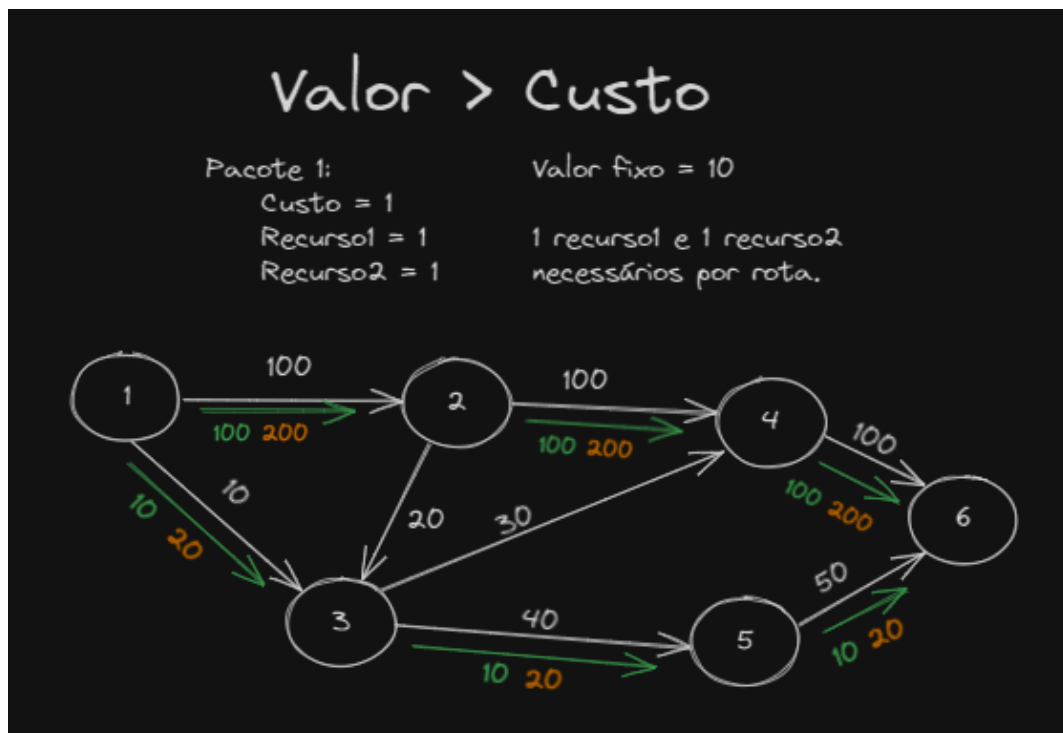 Valor > Custo
Pacote 1:
Custo = 1
Recurso1 = 1
Recurso2 = 1
Valor fixo = 10
1 recurso1 e 1 recurso2
necessários por rota.
1
100
100 200
2
100
100 200
4
100
100 200
6
10
10 20
20
30
3
40
10 20
5
50
10 20